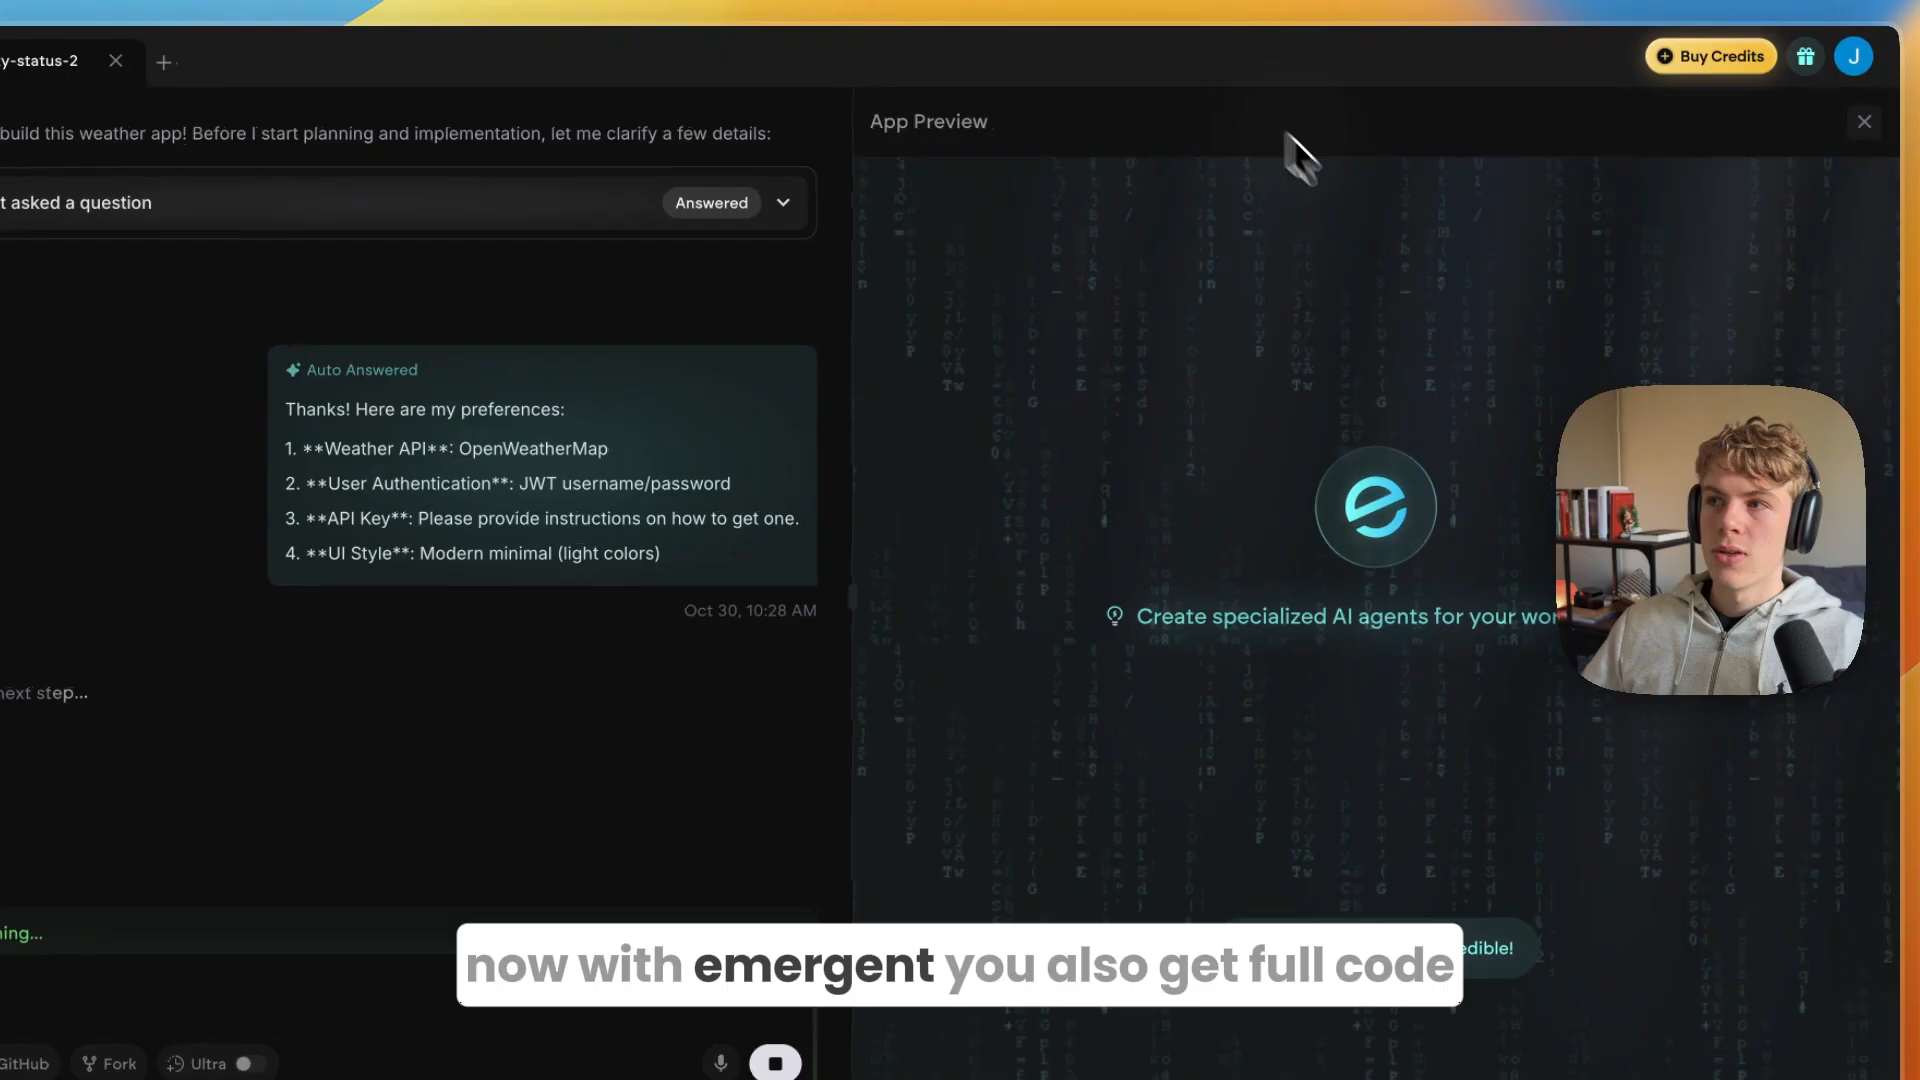 y-status-2
Buy Credits
J
build this weather app! Before I start planning and implementation, let me clarify a few details:
App Preview
t asked a question
Answered
Auto Answered
Thanks! Here are my preferences:
1. **Weather API**: OpenWeatherMap
2. **User Authentication**: JWT username/password
3. **API Key**: Please provide instructions on how to get one.
4. **UI Style**: Modern minimal (light colors)
Oct 30, 10:28 AM
Create specialized AI agents for your wor
next step...
ning...
edible!
now with emergent you also get full code
GitHub
Fork
Ultra